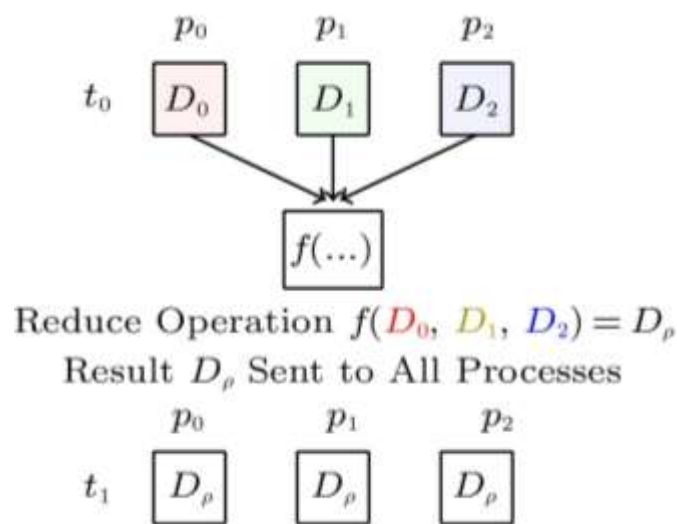 p₀ p₁ p₂
t₀ D₀ D₁ D₂
f(...)
Reduce Operation f(D₀, D₁, D₂) = Dᵨ
Result Dᵨ Sent to All Processes
p₀ p₁ p₂
t₁ Dᵨ Dᵨ Dᵨ